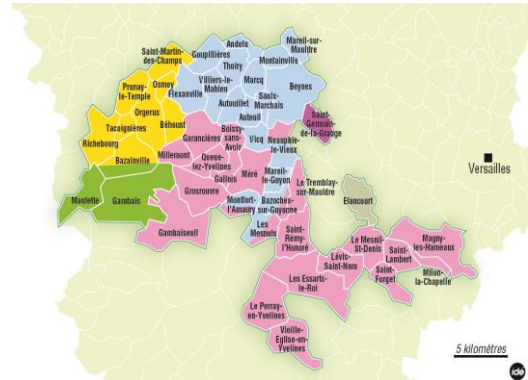 Saint-Martin-
des-Champs
Goupillières
Andelu
Thoiry
Mareil-sur-
Mauldre
Montainville
Prunay-
le-Temple
Osmoy
Flexanville
Villiers-le-
Mahieu
Marcq
Beynes
Orgerus
Autouillet
Saulx-
Marchais
Tacoignières
Béhoust
Auteuil
Saint-
Germain-
de-la-Grange
Richebourg
Garancières
Boissy-
sans-
Avoir
Vicq
Neauphle-
le-Vieux
Bazainville
Millemont
Queue-
lez-Yvelines
Galluis
Méré
Mareil-
le-Guyon
Le Tremblay-
sur-Mauldre
Versailles
Maulette
Gambais
Grosrouvre
Montfort-
l'Amaury
Bazoches-
sur-Guyonne
Elancourt
Gambaiseuil
Les
Mesnuls
Saint-
Rémy-
l'Honoré
Le Mesnil-
St-Denis
Magny-
les-Hameaux
Lévis-
Saint-Nom
Saint-
Lambert
Saint-
Forget
Milon-
la-Chapelle
Les Essarts-
le-Roi
Le Perray-
en-Yvelines
Vieille-
Eglise-en-
Yvelines
5 kilomètres
ide